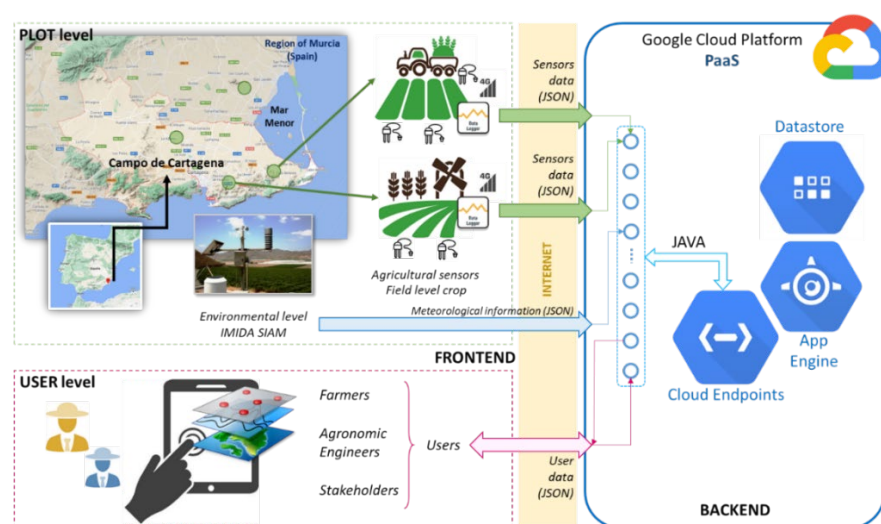 PLOT level
Region of Murcia
(Spain)
Mar
Menor
Campo de Cartagena
4G
Data
Logger
4G
Data
Logger
Agricultural sensors
Field level crop
Environmental level
IMIDA SIAM
Meteorological information (JSON)
Sensors
data
(JSON)
Sensors
data
(JSON)
INTERNET
FRONTEND
Google Cloud Platform
PaaS
Datastore
JAVA
App
Engine
Cloud Endpoints
BACKEND
USER level
Farmers
Agronomic
Engineers
Stakeholders
Users
User
data
(JSON)